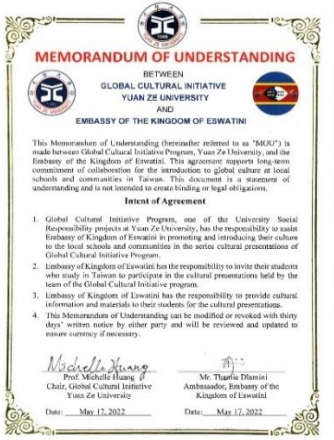 MEMORANDUM OF UNDERSTANDING
BETWEEN
GLOBAL CULTURAL INITIATIVE
YUAN ZE UNIVERSITY
AND
EMBASSY OF THE KINGDOM OF ESWATINI
This Memorandum of Understanding (hereinafter referred to as "MOU") is
made between Global Cultural Initiative Program, Yuan Ze University, and the
Embassy of the Kingdom of Eswatini. This agreement supports long-term
commitment of collaboration for the introduction to global culture at local
schools and communities in Taiwan. This document is a statement of
understanding and is not intended to create binding or legal obligations.
Intent of Agreement
1. Global Cultural Initiative Program, one of the University Social
Responsibility projects at Yuan Ze University, has the responsibility to assist
Embassy of Kingdom of Eswatini in promoting and introducing their culture
to the local schools and communities in the series cultural presentations of
Global Cultural Initiative Program.
2. Embassy of Kingdom of Eswatini has the responsibility to invite their students
who study in Taiwan to participate in the cultural presentations held by the
team of the Global Cultural Initiative program.
3. Embassy of Kingdom of Eswatini has the responsibility to provide cultural
information and materials to their students for the cultural presentations.
4. This Memorandum of Understanding can be modified or revoked with thirty
days' written notice by either party and will be reviewed and updated to
ensure currency if necessary.
Michelle Huang
Prof. Michelle Huang
Chair, Global Cultural Initiative
Yuan Ze University
Date: May 17, 2022
Mr. Dlamini
Ambassador, Embassy of the
Kingdom of Eswatini
Date: May 17, 2022